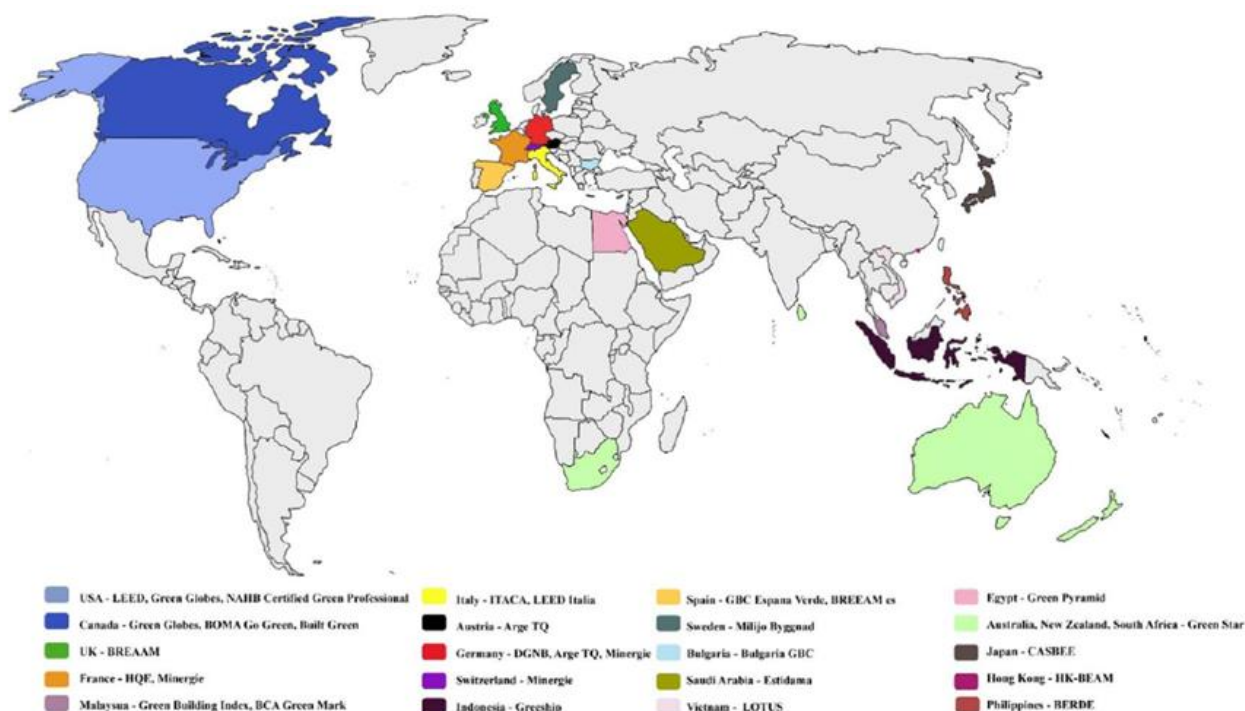 USA - LEED, Green Globes, NAHB Certified Green Professional
Canada - Green Globes, BOMA Go Green, Built Green
UK - BREAAM
France - HQE, Minergie
Malaysua - Green Building Index, BCA Green Mark
Italy - ITACA, LEED Italia
Austria - Arge TQ
Germany - DGNB, Arge TQ, Minergie
Switzerland - Minergie
Indonesia - Greeship
Spain - GBC Espana Verde, BREEAM es
Sweden - Milijo Byggnad
Bulgaria - Bulgaria GBC
Saudi Arabia - Estidama
Vietnam - LOTUS
Egypt - Green Pyramid
Australia, New Zealand, South Africa - Green Star
Japan - CASBEE
Hong Kong - HK-BEAM
Philippines - BERDE